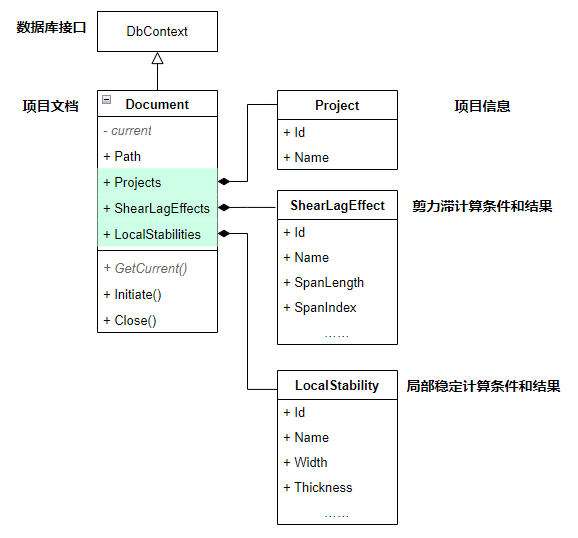 数据库接口
DbContext
项目文档
Document
- current
+ Path
+ Projects
+ ShearLagEffects
+ LocalStabilities
+ GetCurrent()
+ Initiate()
+ Close()
Project
+ Id
+ Name
项目信息
ShearLagEffect
+ Id
+ Name
+ SpanLength
+ SpanIndex
……
剪力滞计算条件和结果
LocalStability
+ Id
+ Name
+ Width
+ Thickness
……
局部稳定计算条件和结果